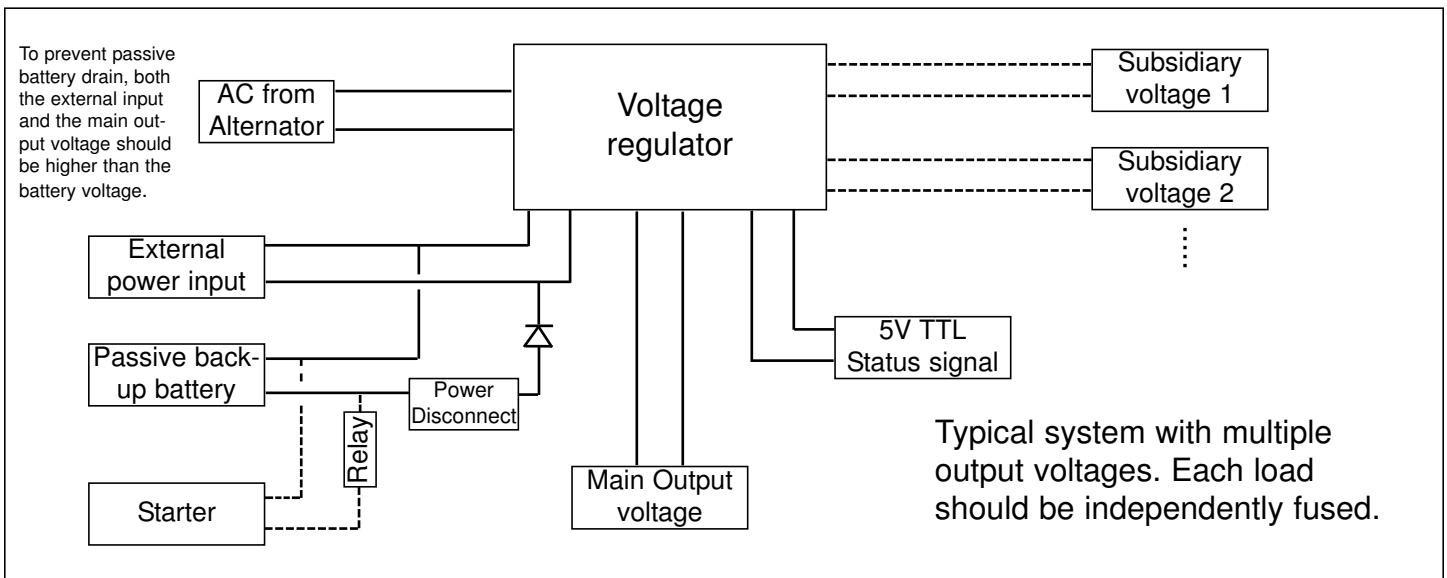 To prevent passive
battery drain, both
the external input
and the main out-
put voltage should
be higher than the
battery voltage.
AC from
Alternator
Voltage
regulator
Subsidiary
voltage 1
Subsidiary
voltage 2
External
power input
Passive back-
up battery
Power
Disconnect
Relay
Starter
5V TTL
Status signal
Main Output
voltage
Typical system with multiple
output voltages. Each load
should be independently fused.